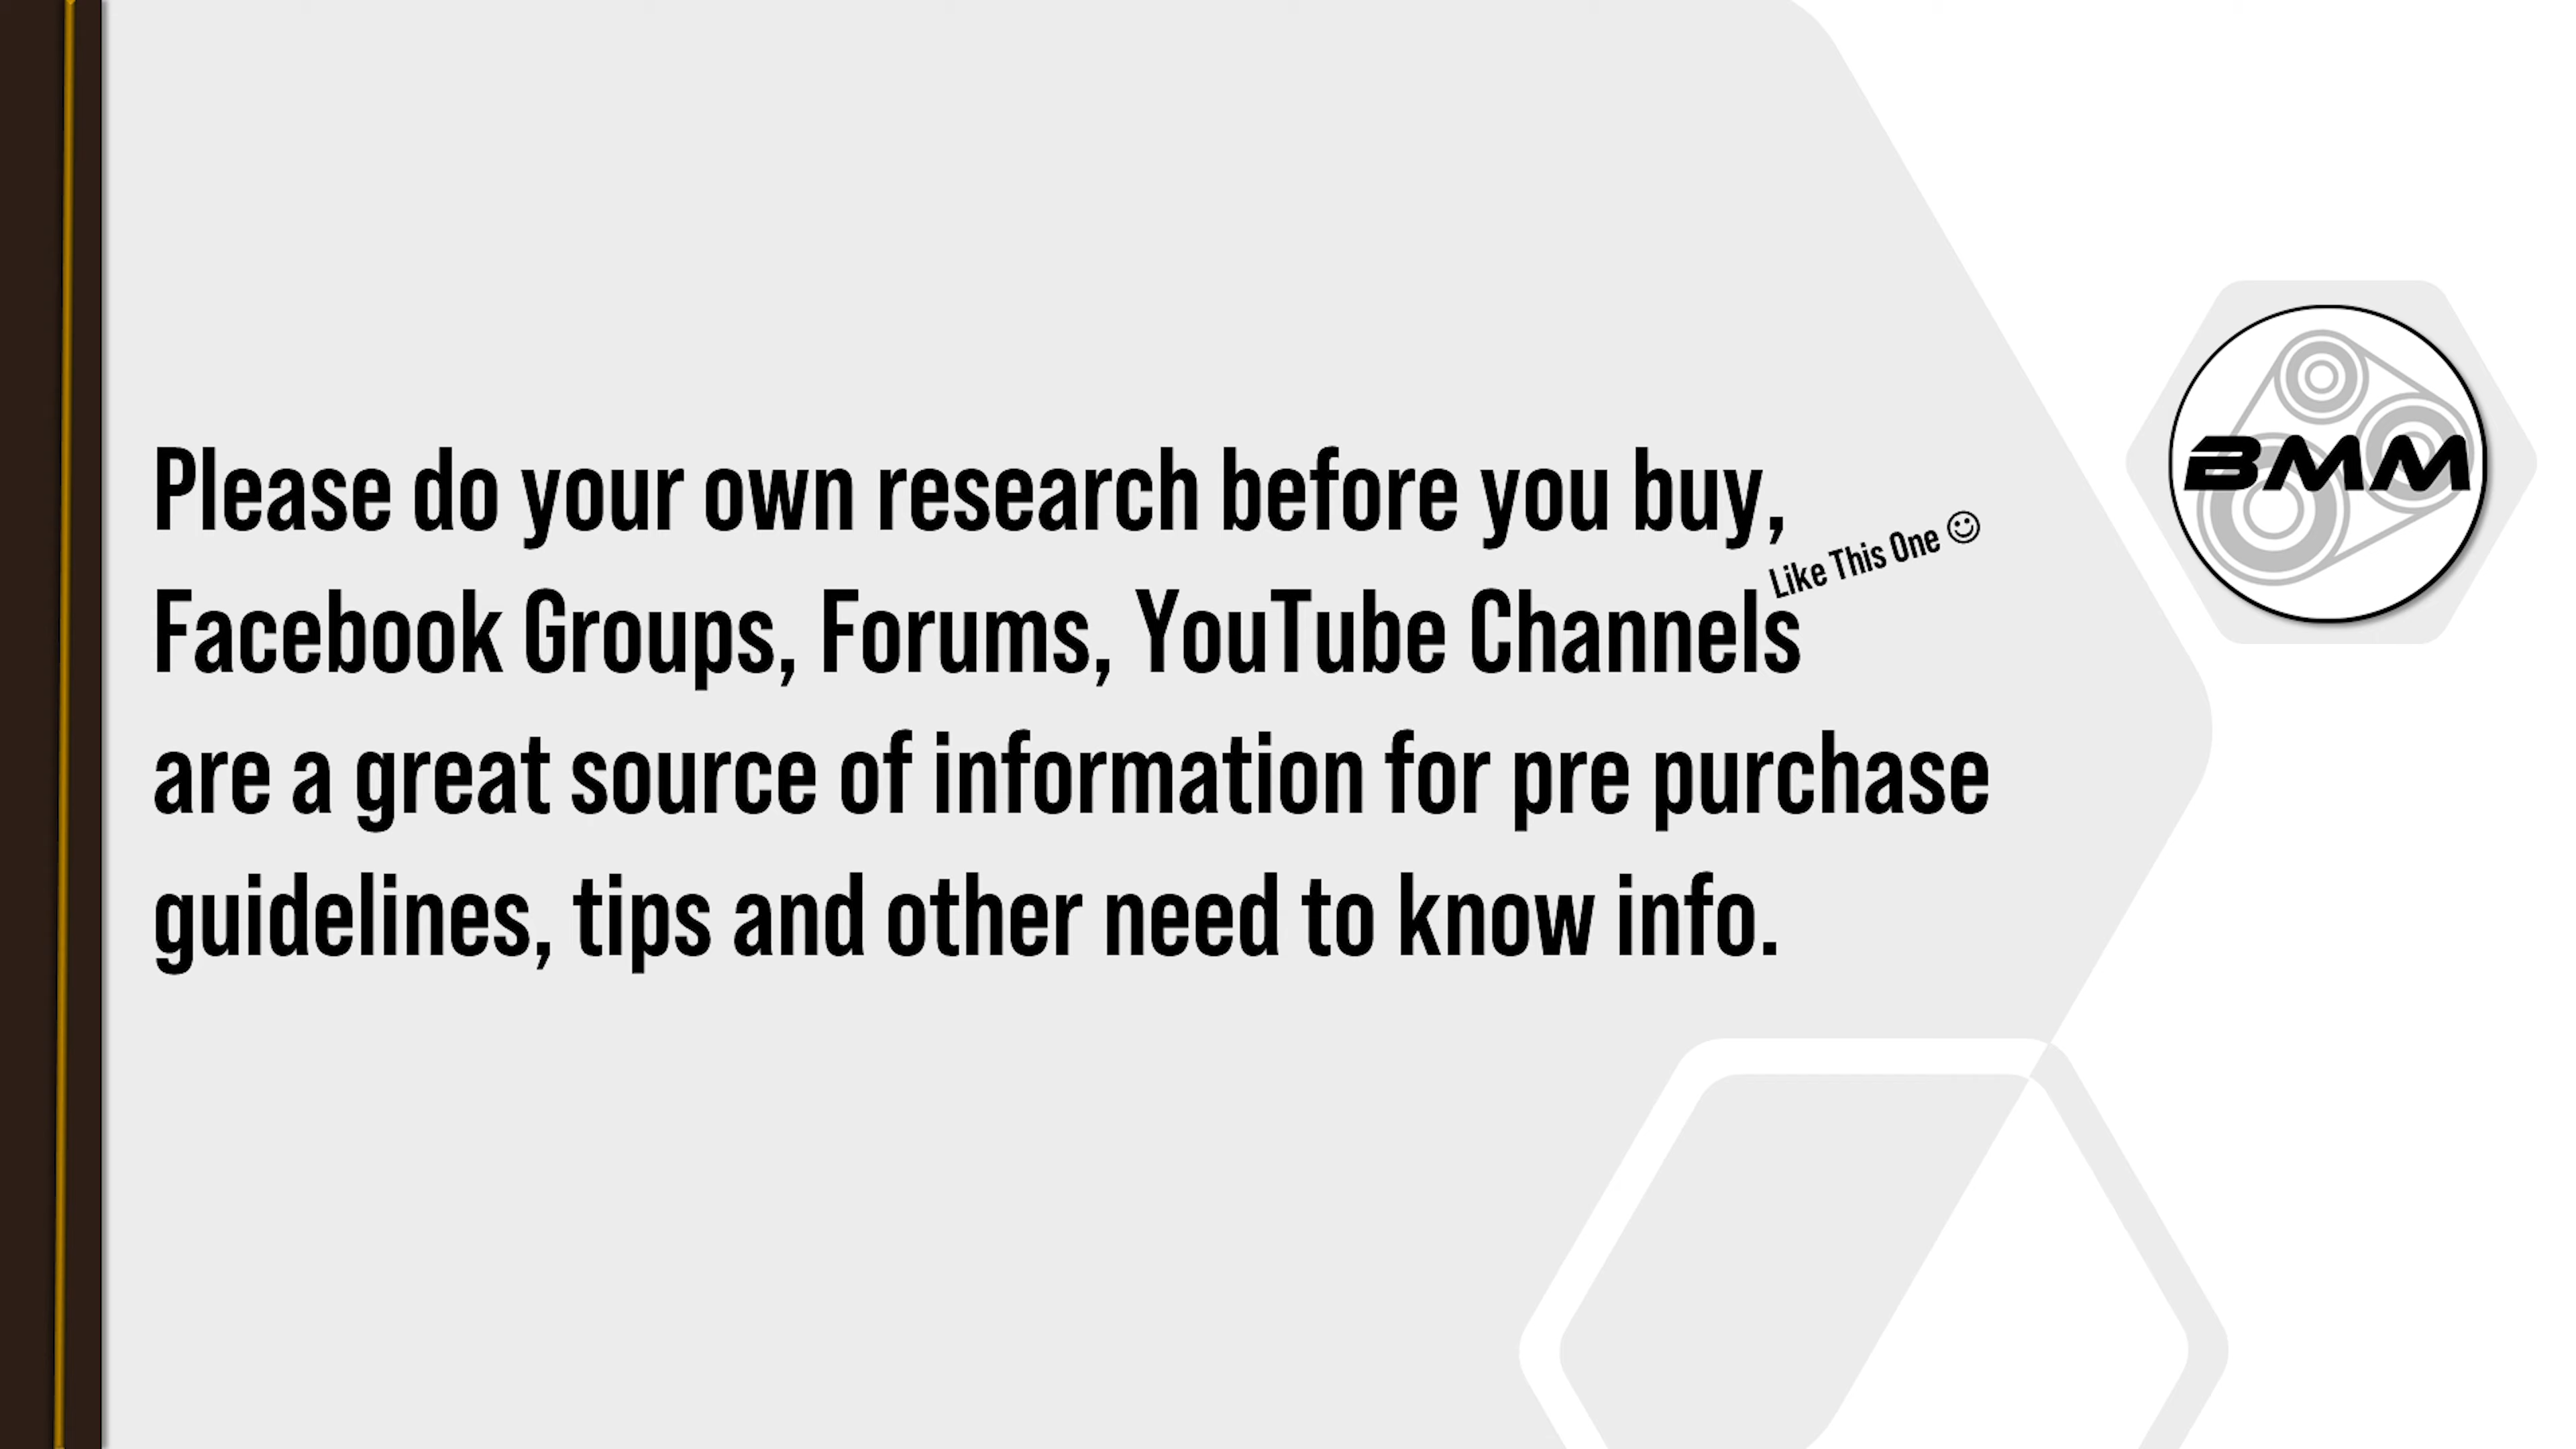 Please do your own research before you buy,
Like This One ☺
Facebook Groups, Forums, YouTube Channels
are a great source of information for pre purchase
guidelines, tips and other need to know info.
BMM